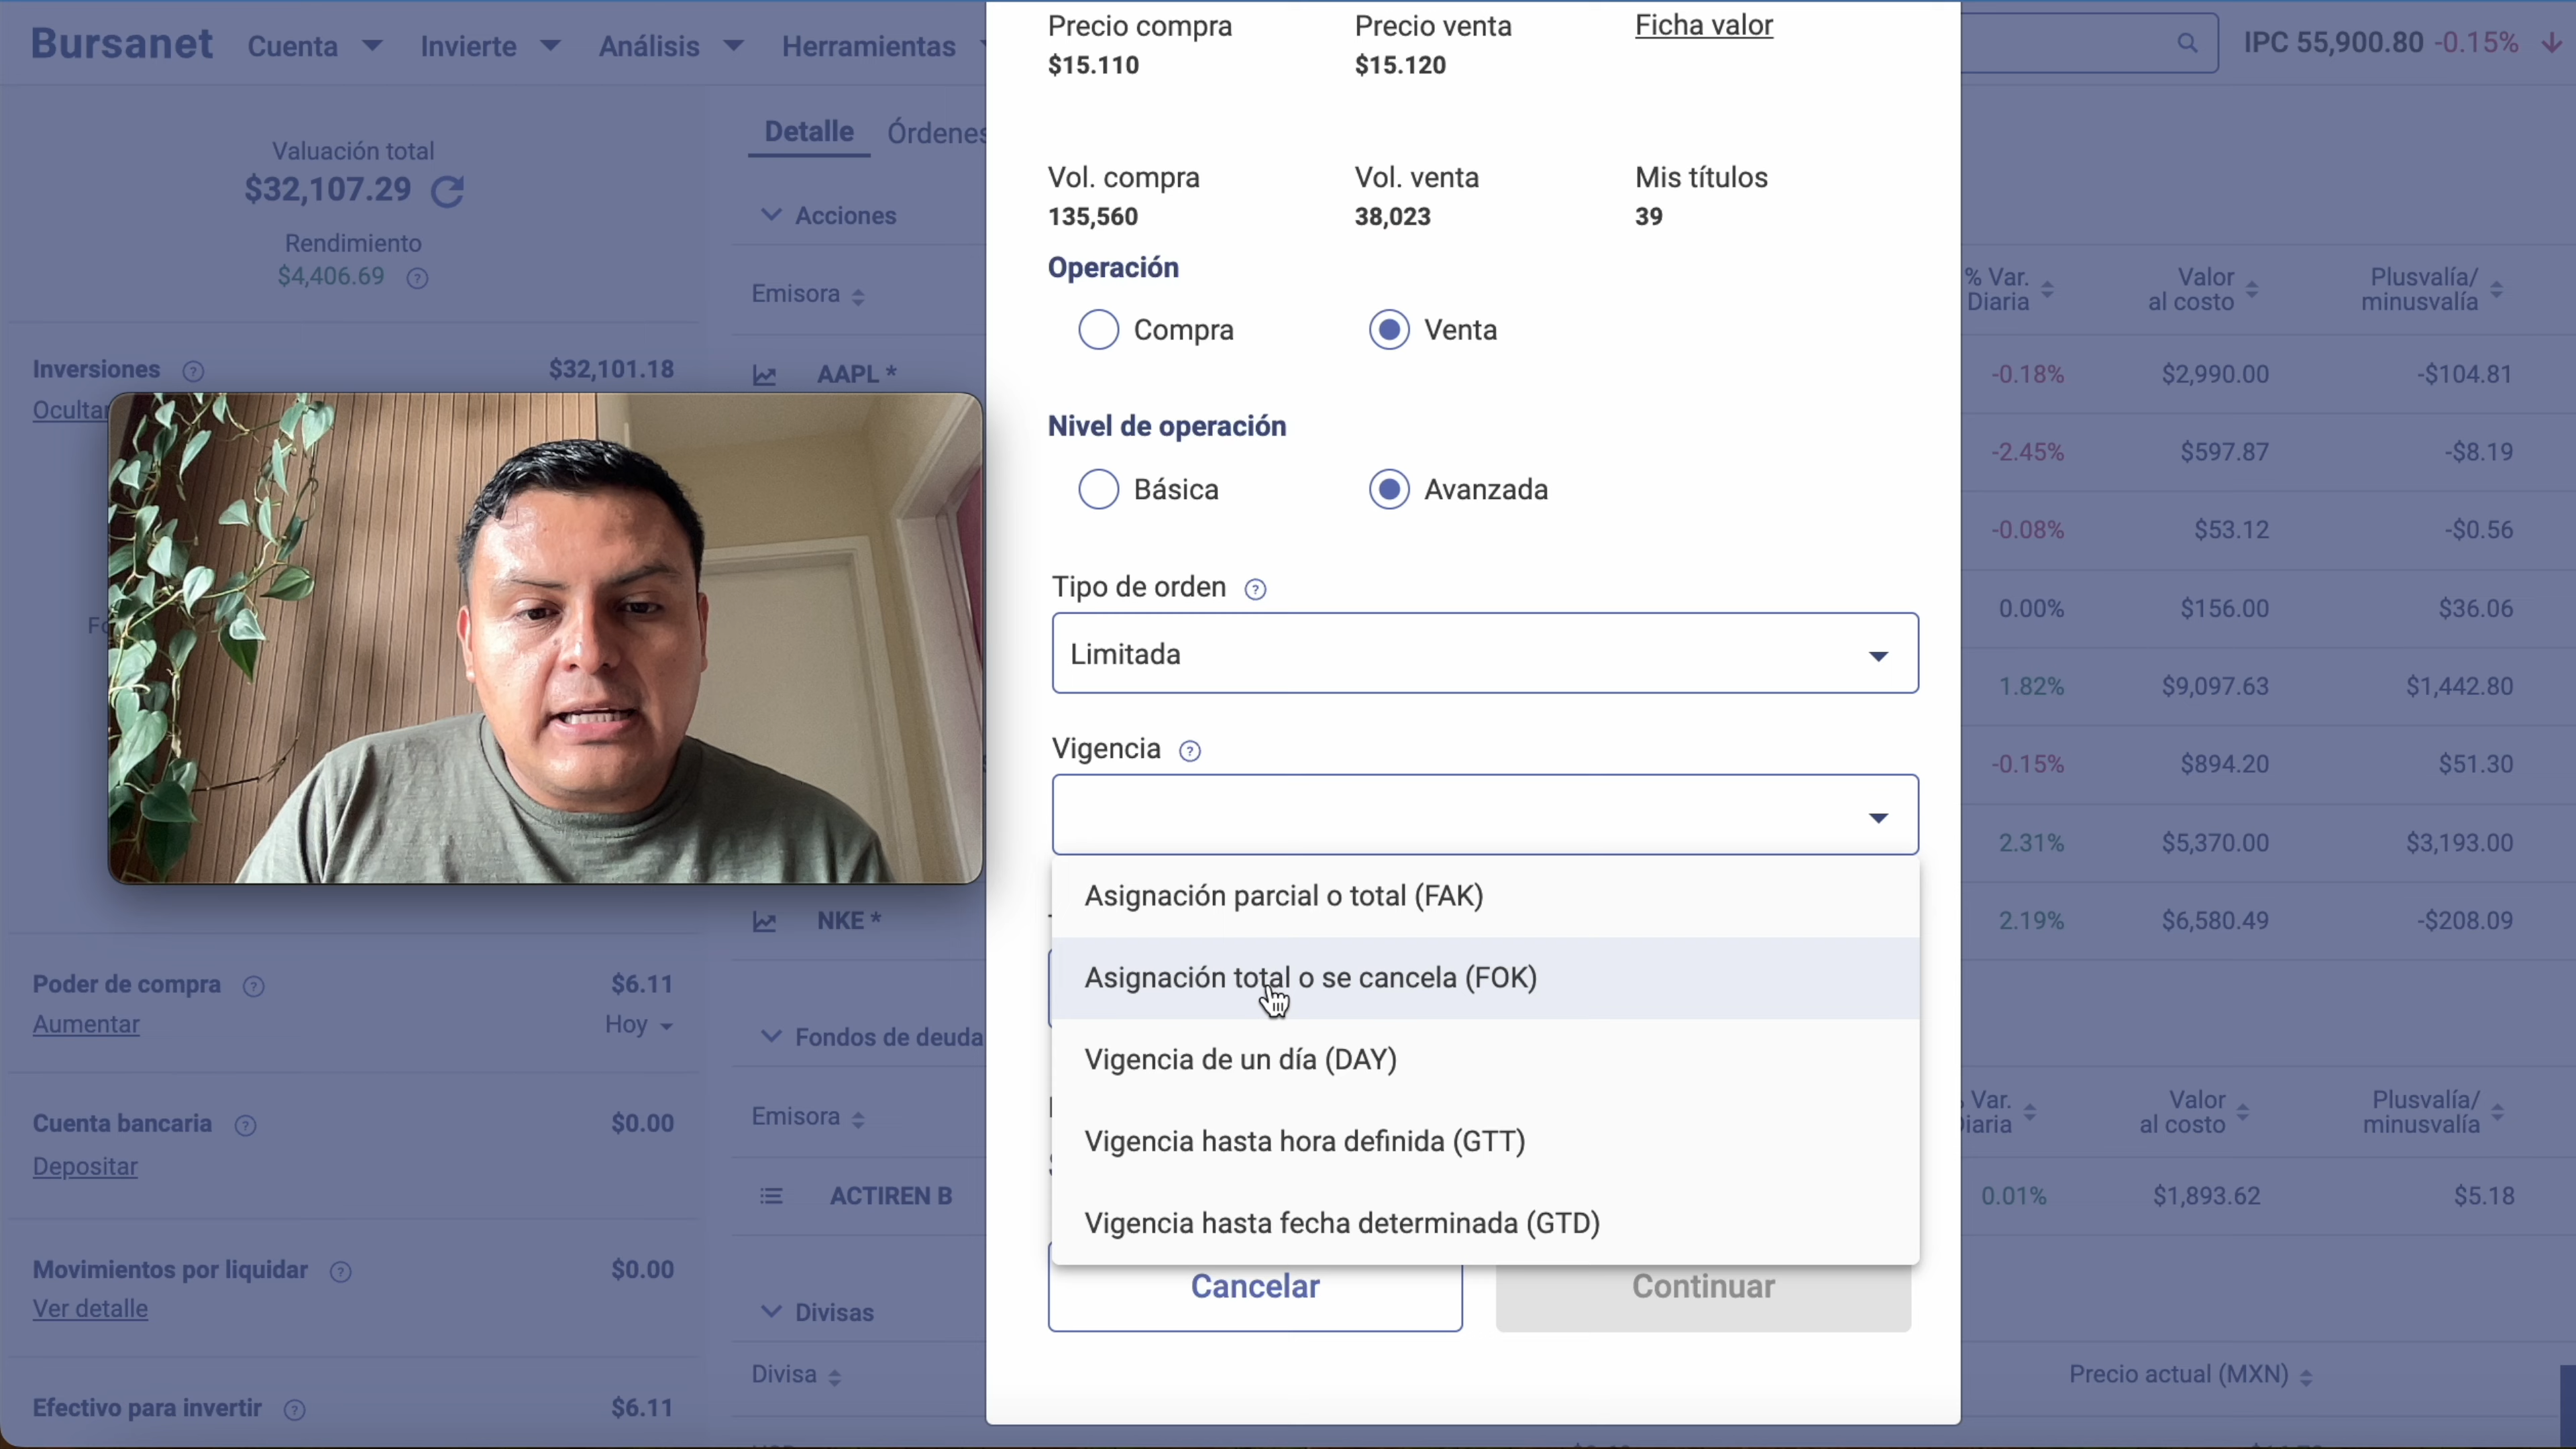 Bursanet Cuenta Invierte Análisis Herramientas
IPC 55,900.80 -0.15%
Valuación total
$32,107.29
Rendimiento
$4,406.69
Inversiones $32,101.18
Ocultar
Poder de compra $6.11
Aumentar Hoy
Cuenta bancaria $0.00
Depositar
Movimientos por liquidar $0.00
Ver detalle
Efectivo para invertir $6.11
Detalle Órdenes
Acciones
Emisora
AAPL *
NKE *
Fondos de deuda
Emisora
ACTIREN B
Divisas
Divisa
Precio compra Precio venta Ficha valor
$15.110 $15.120
Vol. compra Vol. venta Mis títulos
135,560 38,023 39
Operación
Compra Venta
Nivel de operación
Básica Avanzada
Tipo de orden
Limitada
Vigencia
Asignación parcial o total (FAK)
Asignación total o se cancela (FOK)
Vigencia de un día (DAY)
Vigencia hasta hora definida (GTT)
Vigencia hasta fecha determinada (GTD)
Cancelar Continuar
% Var. Valor Plusvalía/
Diaria al costo minusvalía
-0.18% $2,990.00 -$104.81
-2.45% $597.87 -$8.19
-0.08% $53.12 -$0.56
0.00% $156.00 $36.06
1.82% $9,097.63 $1,442.80
-0.15% $894.20 $51.30
2.31% $5,370.00 $3,193.00
2.19% $6,580.49 -$208.09
Var. Valor Plusvalía/
al costo minusvalía
0.01% $1,893.62 $5.18
Precio actual (MXN)